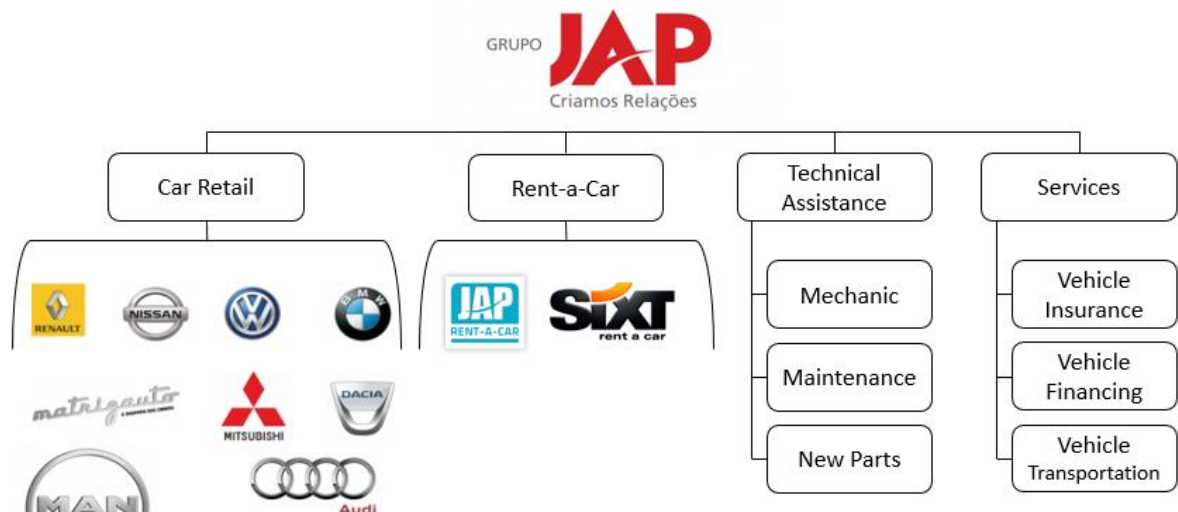 GRUPO JAP
Criamos Relações
Car Retail
Rent-a-Car
Technical
Assistance
Services
RENAULT
NISSAN
BMW
JAP
RENT-A-CAR
SiXT
rent a car
Mechanic
Vehicle
Insurance
matrizauto
MITSUBISHI
DACIA
Maintenance
Vehicle
Financing
MAN
Audi
New Parts
Vehicle
Transportation